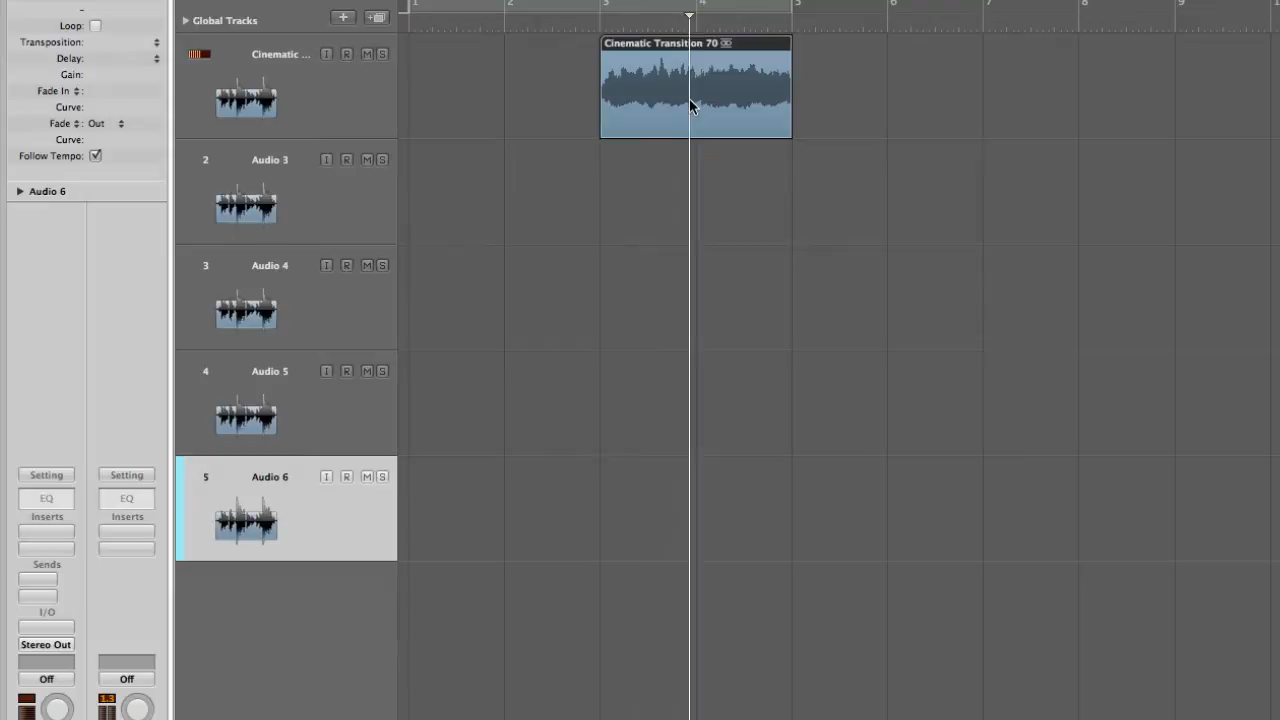 Loop:
Transposition:
Delay:
Gain:
Fade In :
Curve:
Fade : Out
Curve:
Follow Tempo:
Audio 6
Setting Setting
EQ EQ
Inserts Inserts
Sends
I/O
Stereo Out
Off Off
1.3
Global Tracks
1 2 3 4 5 6 7 8 9
Cinematic ... I R M S
2 Audio 3 I R M S
3 Audio 4 I R M S
4 Audio 5 I R M S
5 Audio 6 I R M S
Cinematic Transition 70